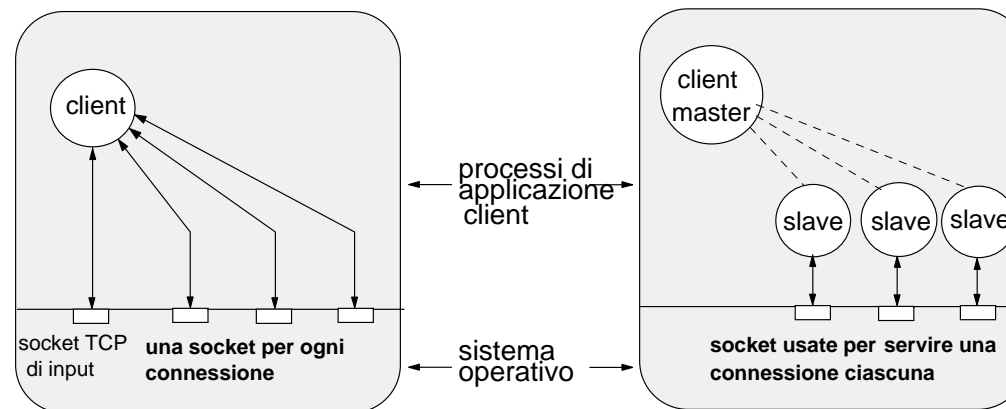 client
socket TCP
di input
una socket per ogni
connessione
processi di
applicazione
client
sistema
operativo
client
master
slave
slave
slave
socket usate per servire una
connessione ciascuna